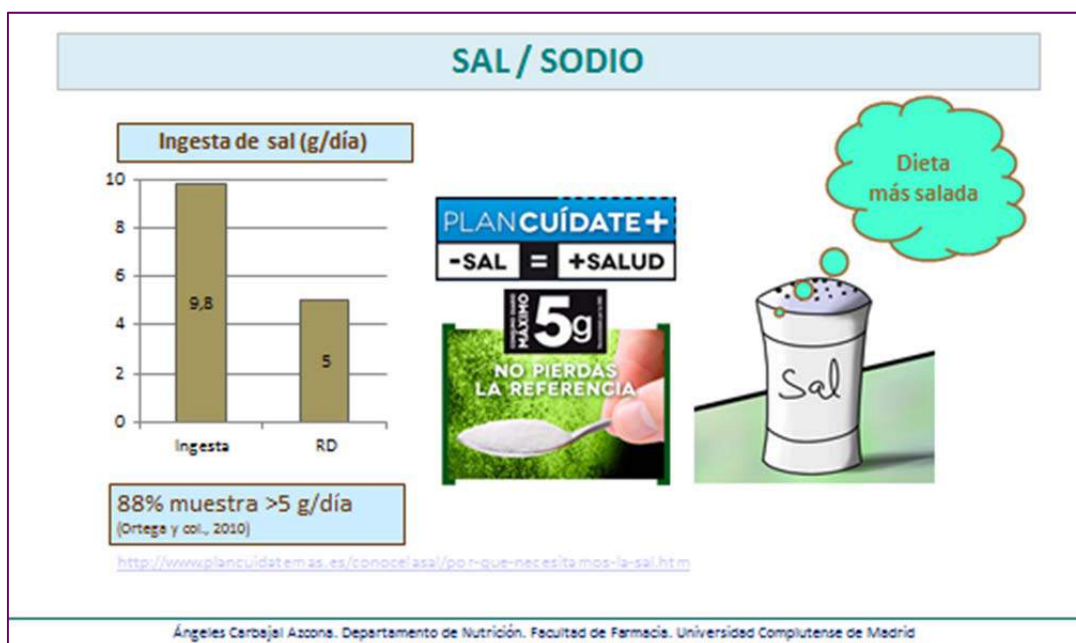 SAL / SODIO
Ingesta de sal (g/día)
10
8
6
4
2
0
9,8
5
Ingesta
RD
88% muestra >5 g/día
(Ortega y col., 2010)
PLAN CUÍDATE+
-SAL = +SALUD
MÁXIMO
5g
NO PIERDAS
LA REFERENCIA
Dieta
más salada
Sal
http://www.plancuidatemas.es/conocelasal/por-que-necesitamos-la-sal.htm
Ángeles Carbajal Azcona. Departamento de Nutrición. Facultad de Farmacia. Universidad Complutense de Madrid